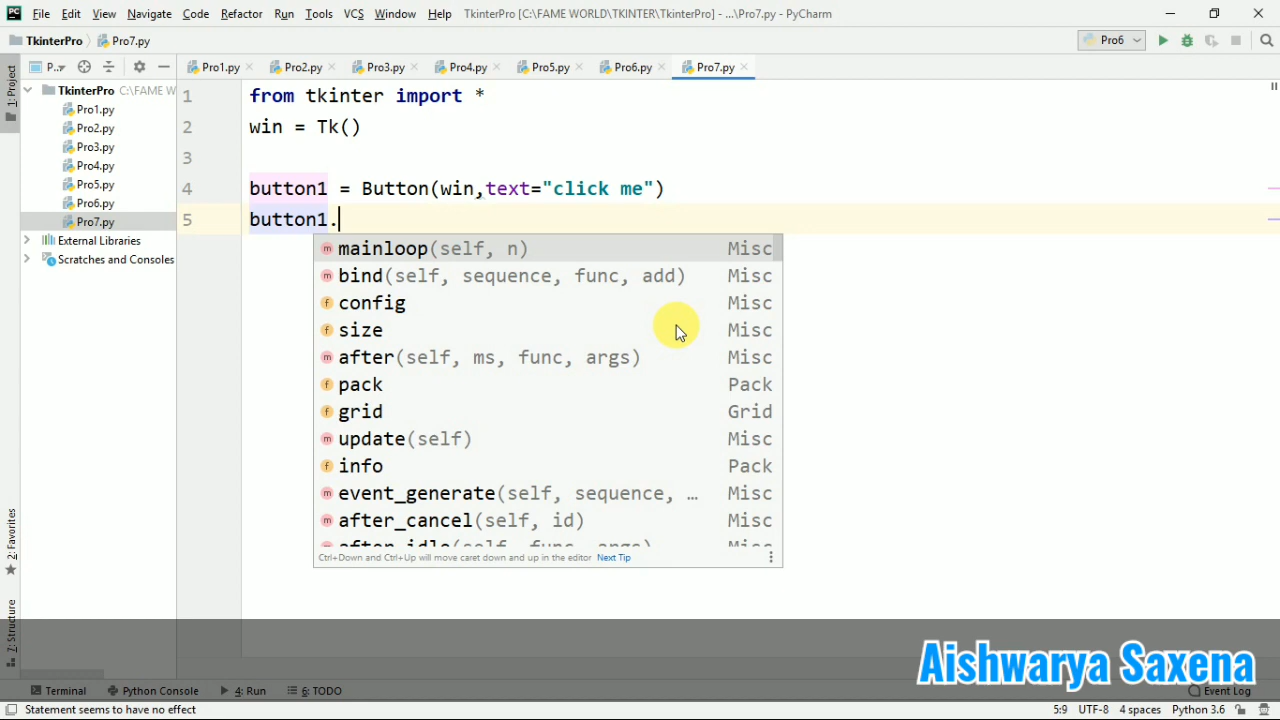 File Edit View Navigate Code Refactor Run Tools VCS Window Help TkinterPro [C:\FAME WORLD\TKINTER\TkinterPro] - ...\Pro7.py - PyCharm
TkinterPro Pro7.py Pro6
P... Pro1.py Pro2.py Pro3.py Pro4.py Pro5.py Pro6.py Pro7.py
1: Project
TkinterPro C:\FAME W
Pro1.py
Pro2.py
Pro3.py
Pro4.py
Pro5.py
Pro6.py
Pro7.py
External Libraries
Scratches and Consoles
1 from tkinter import *
2 win = Tk()
3
4 button1 = Button(win,text="click me")
5 button1.
mainloop(self, n) Misc
bind(self, sequence, func, add) Misc
config Misc
size Misc
after(self, ms, func, args) Misc
pack Pack
grid Grid
update(self) Misc
info Pack
event_generate(self, sequence, … Misc
after_cancel(self, id) Misc
after_idle(self, func, args) Misc
Ctrl+Down and Ctrl+Up will move caret down and up in the editor Next Tip
2: Favorites
7: Structure
Aishwarya Saxena
Terminal Python Console 4: Run 6: TODO Event Log
Statement seems to have no effect 5:9 UTF-8 4 spaces Python 3.6